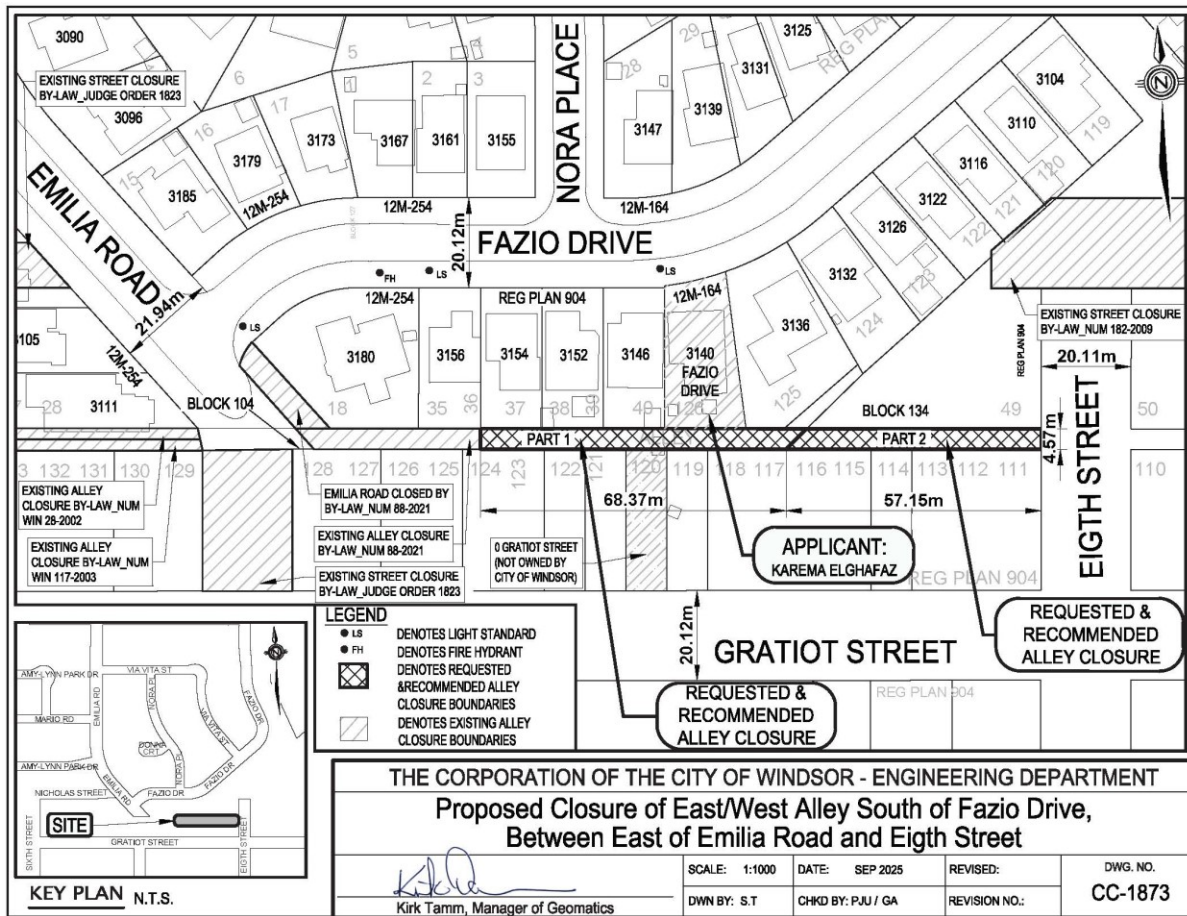 3090
EXISTING STREET CLOSURE
BY-LAW_JUDGE ORDER 1823
3096
6
5
4
1
2
3
17
16
15
3185
3179
3173
3167
3161
3155
12M-254
12M-254
NORA PLACE
29
28
3125
3131
3139
3147
REG PLAN
12M-164
3104
3110
3116
3122
3126
3132
3136
119
120
121
122
123
124
125
N
EMILIA ROAD
21.94m
FAZIO DRIVE
20.12m
BLOCK 127
FH
LS
LS
LS
12M-254
REG PLAN 904
12M-164
3180
3156
3154
3152
3146
3140
FAZIO
DRIVE
3105
12M-254
28
3111
BLOCK 104
18
35
36
37
38
39
40
126
BLOCK 134
49
50
REG PLAN 904
EXISTING STREET CLOSURE
BY-LAW_NUM 182-2009
20.11m
4.57m
EIGTH STREET
PART 1
PART 2
132
131
130
129
128
127
126
125
124
123
122
121
120
119
118
117
116
115
114
113
112
111
110
68.37m
57.15m
EXISTING ALLEY
CLOSURE BY-LAW_NUM
WIN 28-2002
EXISTING ALLEY
CLOSURE BY-LAW_NUM
WIN 117-2003
EMILIA ROAD CLOSED BY
BY-LAW_NUM 88-2021
EXISTING ALLEY CLOSURE
BY-LAW_NUM 88-2021
EXISTING STREET CLOSURE
BY-LAW_JUDGE ORDER 1823
0 GRATIOT STREET
(NOT OWNED BY
CITY OF WINDSOR)
APPLICANT:
KAREMA ELGHAFAZ
REG PLAN 904
20.12m
GRATIOT STREET
REG PLAN 904
REQUESTED &
RECOMMENDED
ALLEY CLOSURE
REQUESTED &
RECOMMENDED
ALLEY CLOSURE
LEGEND
LS DENOTES LIGHT STANDARD
FH DENOTES FIRE HYDRANT
DENOTES REQUESTED
&RECOMMENDED ALLEY
CLOSURE BOUNDARIES
DENOTES EXISTING ALLEY
CLOSURE BOUNDARIES
AMY-LYNN PARK DR
VIA VITA ST
EMILIA RD
NORA PL
VIA VITA ST
FAZIO DR
MARIO RD
DONNA
CRT
AMY-LYNN PARK DR
NORA PL
EMILIA RD
FAZIO DR
FAZIO DR
NICHOLAS STREET
SITE
GRATIOT STREET
SIXTH STREET
EIGTH STREET
N
KEY PLAN N.T.S.
THE CORPORATION OF THE CITY OF WINDSOR - ENGINEERING DEPARTMENT
Proposed Closure of East/West Alley South of Fazio Drive,
Between East of Emilia Road and Eigth Street
Kirk Tamm, Manager of Geomatics
SCALE: 1:1000
DATE: SEP 2025
REVISED:
DWG. NO.
CC-1873
DWN BY: S.T
CHKD BY: PJU / GA
REVISION NO.: